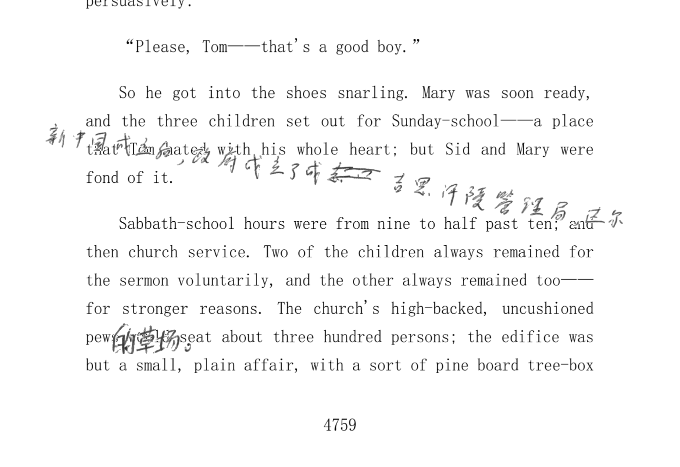 persuasively.
“Please, Tom——that's a good boy.”
So he got into the shoes snarling. Mary was soon ready,
and the three children set out for Sunday-school——a place
新中国成立后,政府成立了成吉思汗陵管理局
that Tom hated with his whole heart; but Sid and Mary were
fond of it.
Sabbath-school hours were from nine to half past ten; and
then church service. Two of the children always remained for
the sermon voluntarily, and the other always remained too——
for stronger reasons. The church's high-backed, uncushioned
pews would seat about three hundred persons; the edifice was
的草场。
but a small, plain affair, with a sort of pine board tree-box
4759